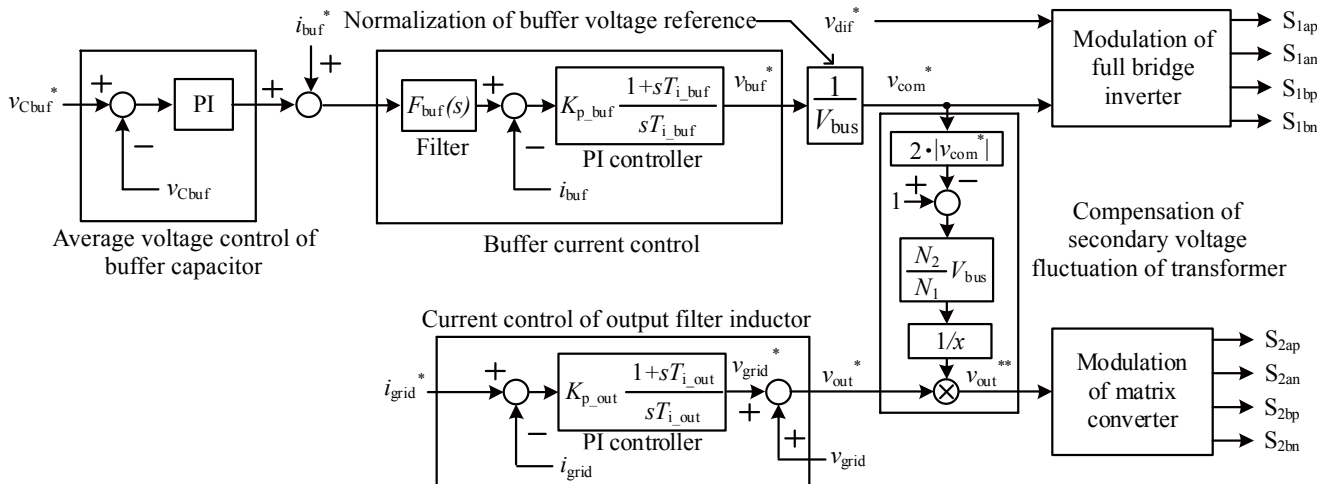 Normalization of buffer voltage reference
v_dif*
i_buf*
v_Cbuf*
+
−
PI
v_Cbuf
+
+
Average voltage control of
buffer capacitor
F_buf(s)
Filter
+
−
K_p_buf (1+sT_i_buf)/(sT_i_buf)
PI controller
i_buf
v_buf*
Buffer current control
1/V_bus
v_com*
Modulation of
full bridge
inverter
S_1ap
S_1an
S_1bp
S_1bn
2•|v_com*|
−
+
1
N_2/N_1 V_bus
1/x
Compensation of
secondary voltage
fluctuation of transformer
Current control of output filter inductor
i_grid*
+
−
i_grid
K_p_out (1+sT_i_out)/(sT_i_out)
PI controller
v_grid*
+
+
v_grid
v_out*
v_out**
Modulation
of matrix
converter
S_2ap
S_2an
S_2bp
S_2bn